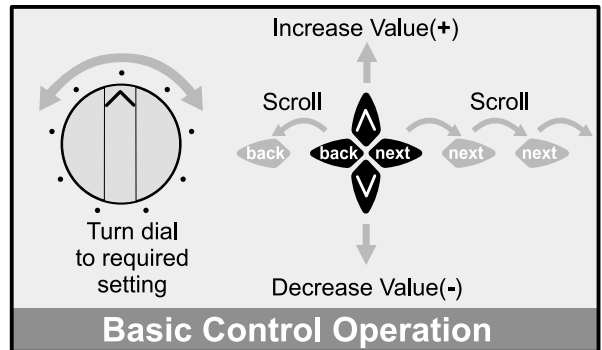 Increase Value(+)
Scroll
Scroll
back
back
next
next
next
Turn dial
to required
setting
Decrease Value(-)
Basic Control Operation